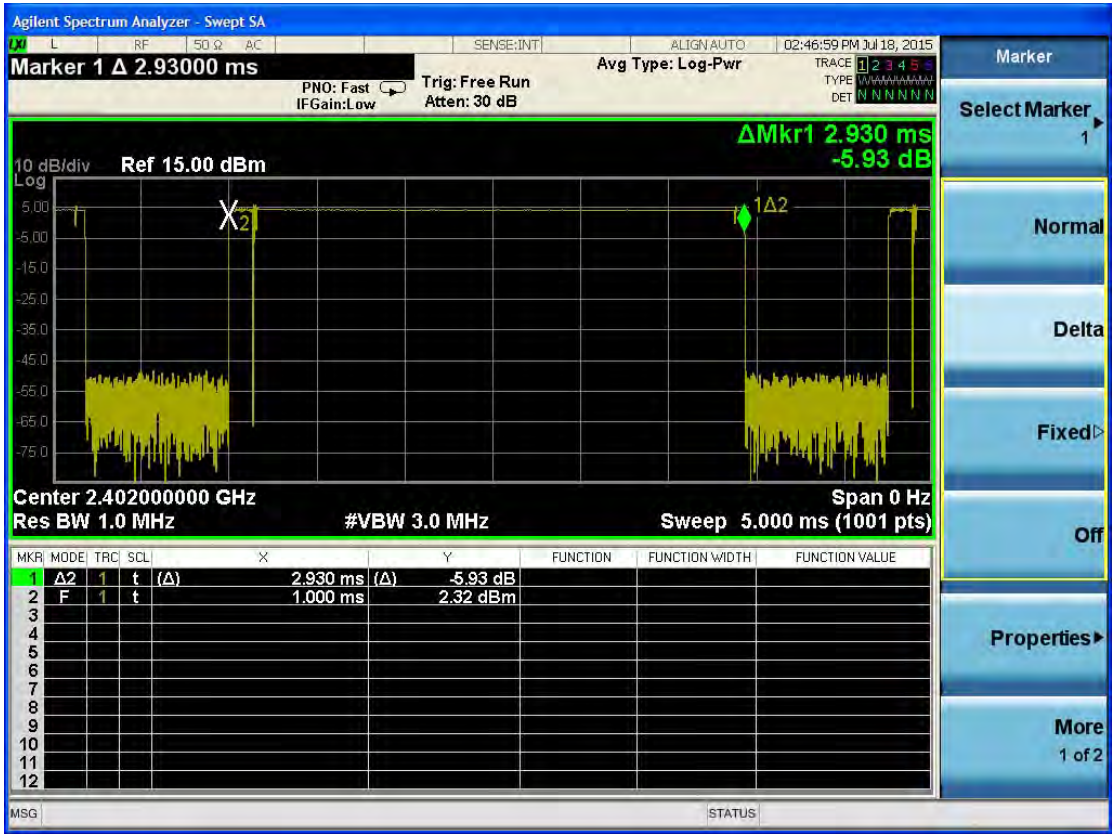 Agilent Spectrum Analyzer - Swept SA
LXI L RF 50 Ω AC SENSE:INT ALIGN AUTO 02:46:59 PM Jul 18, 2015
Marker 1 Δ 2.93000 ms
PNO: Fast
IFGain:Low
Trig: Free Run
Atten: 30 dB
Avg Type: Log-Pwr
TRACE 1 2 3 4 5 6
TYPE
DET N N N N N N
ΔMkr1 2.930 ms
-5.93 dB
10 dB/div Ref 15.00 dBm
Log
5.00
-5.00
-15.0
-25.0
-35.0
-45.0
-55.0
-65.0
-75.0
X2
1Δ2
Center 2.402000000 GHz Span 0 Hz
Res BW 1.0 MHz #VBW 3.0 MHz Sweep 5.000 ms (1001 pts)
MKR MODE TRC SCL X Y FUNCTION FUNCTION WIDTH FUNCTION VALUE
1 Δ2 1 t (Δ) 2.930 ms (Δ) -5.93 dB
2 F 1 t 1.000 ms 2.32 dBm
3
4
5
6
7
8
9
10
11
12
MSG STATUS
Marker
Select Marker
1
Normal
Delta
Fixed
Off
Properties
More
1 of 2